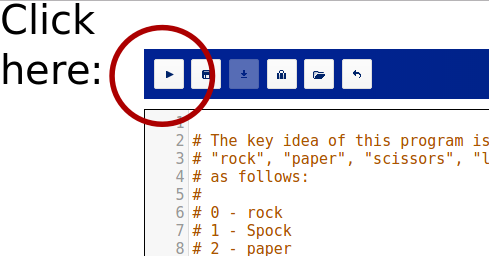 Click
here:
1
2 # The key idea of this program is
3 # "rock", "paper", "scissors", "l
4 # as follows:
5 #
6 # 0 - rock
7 # 1 - Spock
8 # 2 - paper